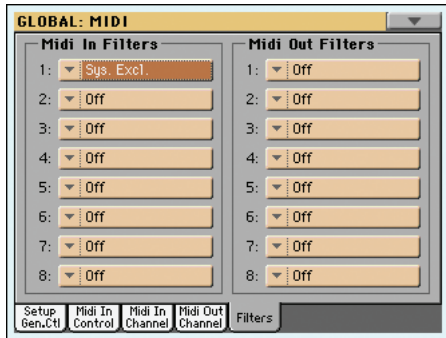 GLOBAL: MIDI
Midi In Filters
1: Sys. Excl.
2: Off
3: Off
4: Off
5: Off
6: Off
7: Off
8: Off
Midi Out Filters
1: Off
2: Off
3: Off
4: Off
5: Off
6: Off
7: Off
8: Off
Setup Gen.Ctl
Midi In Control
Midi In Channel
Midi Out Channel
Filters